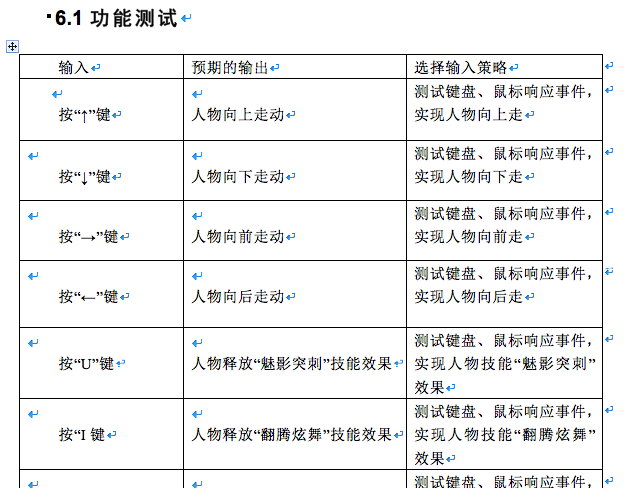 6.1 功能测试
输入 预期的输出 选择输入策略
测试键盘、鼠标响应事件，
按“↑”键 人物向上走动 实现人物向上走
测试键盘、鼠标响应事件，
按“↓”键 人物向下走动 实现人物向下走
测试键盘、鼠标响应事件，
按“→”键 人物向前走动 实现人物向前走
测试键盘、鼠标响应事件，
按“←”键 人物向后走动 实现人物向后走
测试键盘、鼠标响应事件，
按“U”键 人物释放“魅影突刺”技能效果 实现人物技能“魅影突刺”
效果
测试键盘、鼠标响应事件，
按“I 键 人物释放“翻腾炫舞”技能效果 实现人物技能“翻腾炫舞”
效果
测试键盘、鼠标响应事件，